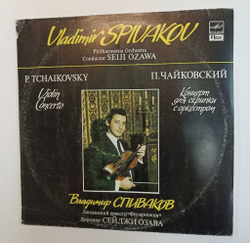 Vladimir SPIVAKOV
Philharmonia Orchestra
Conductor SEIJI OZAWA
P. TCHAIKOVSKY
Violin
Concerto
П. ЧАЙКОВСКИЙ
Концерт
для скрипки
с оркестром
Владимир СПИВАКОВ
Лондонский оркестр «Филармония»
Дирижер СЕЙДЖИ ОЗАВА